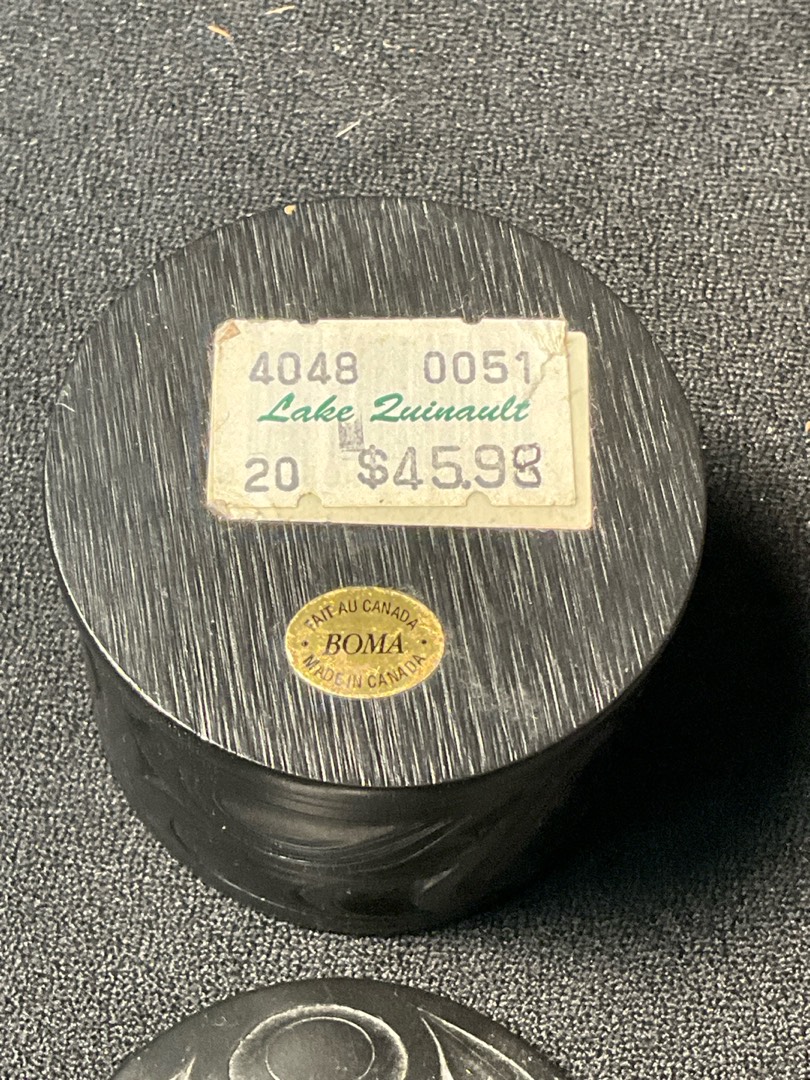 4048 0051
Lake Quinault
20 $45.98
FAIT AU CANADA
BOMA
MADE IN CANADA